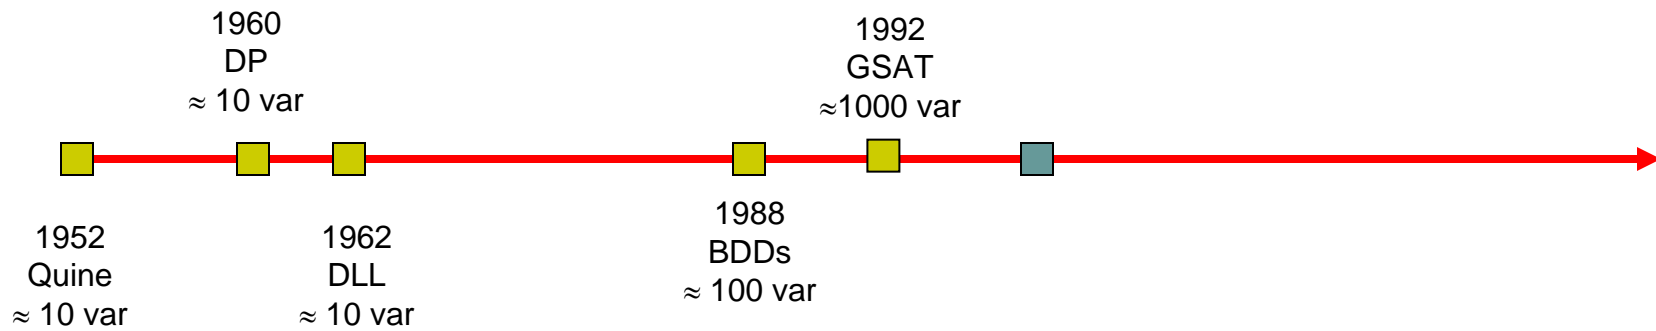 1960
DP
≈ 10 var
1992
GSAT
≈1000 var
1952
Quine
≈ 10 var
1962
DLL
≈ 10 var
1988
BDDs
≈ 100 var